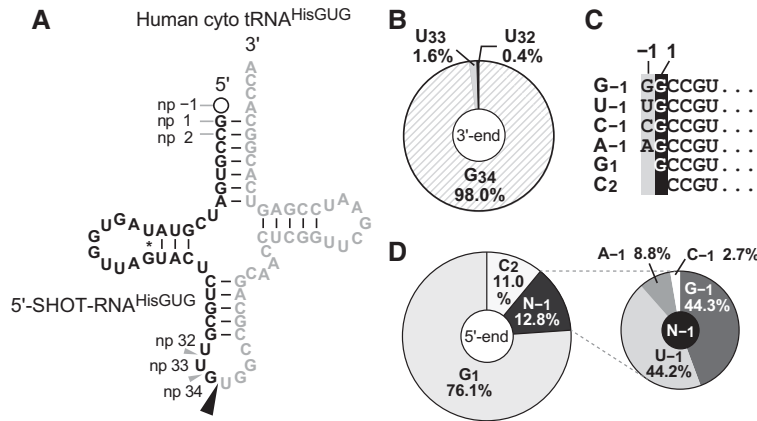 A
Human cyto tRNAHisGUG
3'
ACCACGGCACU
5'
np −1
np 1
np 2
GCCGUGA
GAGCC
*
5'-SHOT-RNAHisGUG
np 32
np 33
np 34
B
U33
1.6%
U32
0.4%
3'-end
G34
98.0%
C
−1 1
G−1 GGCCGU...
U−1 UGCCGU...
C−1 CGCCGU...
A−1 AGCCGU...
G1 GCCGU...
C2 CCGU...
D
C2
11.0
%
N−1
12.8%
5'-end
G1
76.1%
A−1 8.8%
C−1 2.7%
G−1
44.3%
N−1
U−1
44.2%